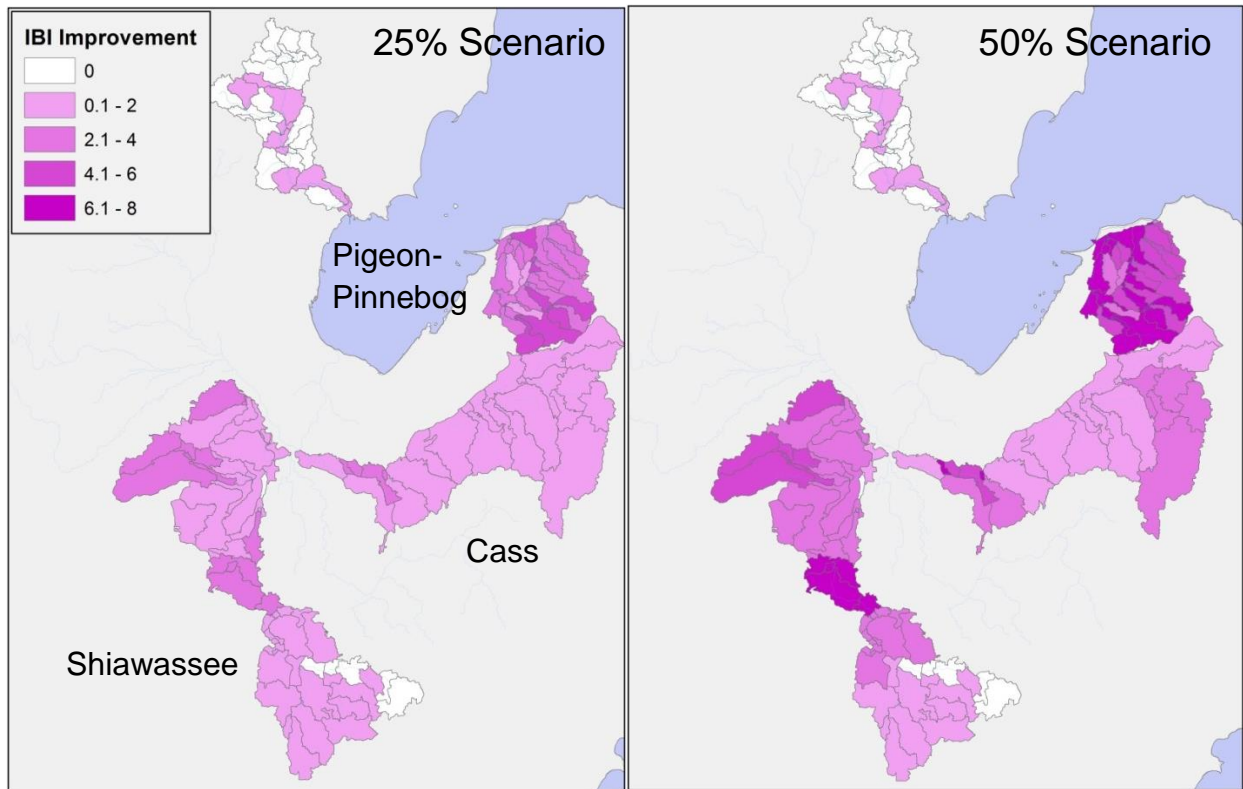 IBI Improvement
0
0.1 - 2
2.1 - 4
4.1 - 6
6.1 - 8
25% Scenario
Pigeon-
Pinnebog
Cass
Shiawassee
50% Scenario